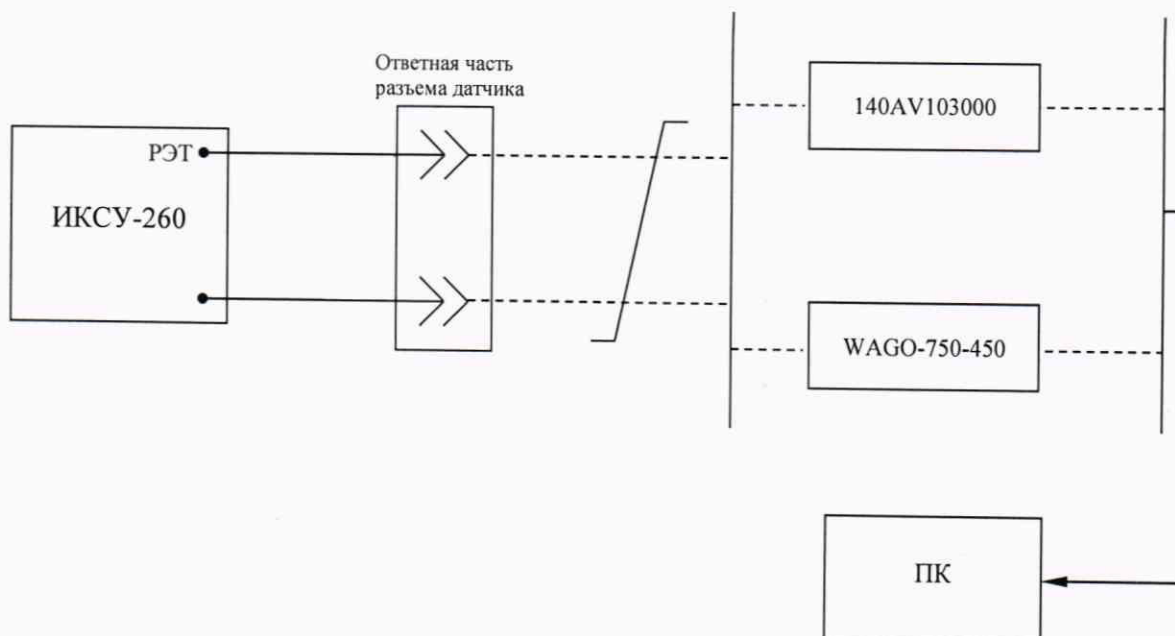 Ответная часть
разъема датчика
140AV103000
РЭТ
ИКСУ-260
WAGO-750-450
ПК